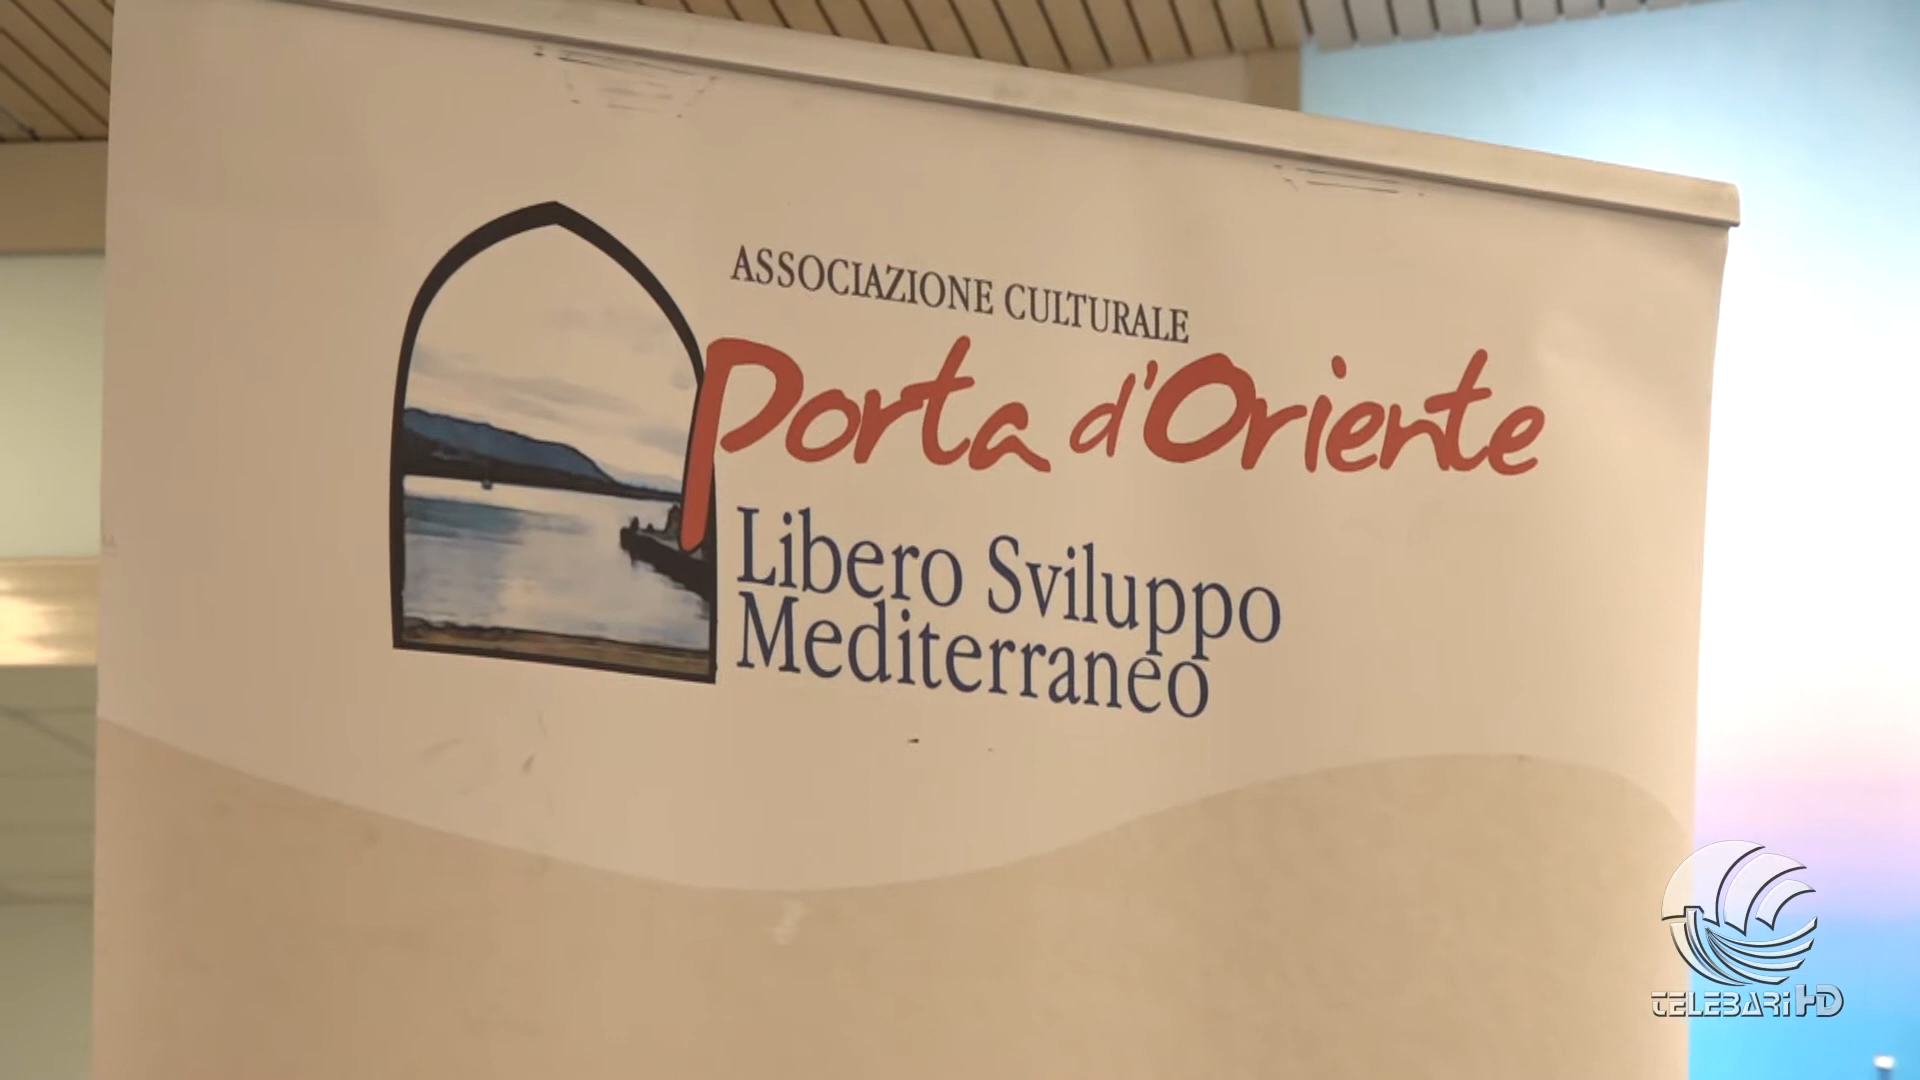 ASSOCIAZIONE CULTURALE
Porta d'Oriente
Libero Sviluppo
Mediterraneo
TELEBARI HD